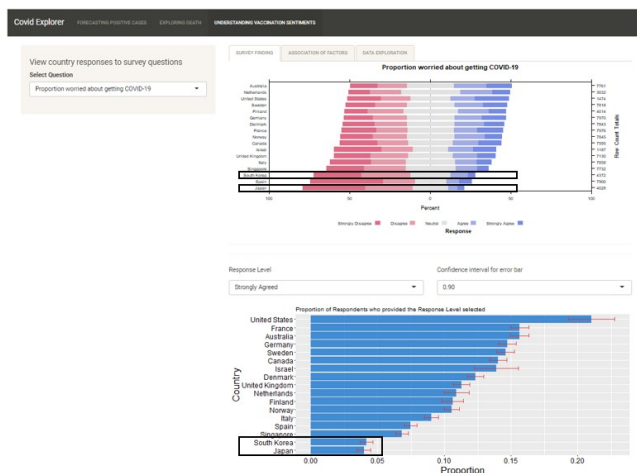 Covid Explorer FORECASTING POSITIVE CASES EXPLORING DEATH UNDERSTANDING VACCINATION SENTIMENTS
View country responses to survey questions
Select Question
Proportion worried about getting COVID-19
SURVEY FINDING ASSOCIATION OF FACTORS DATA EXPLORATION
Proportion worried about getting COVID-19
Australia
Netherlands
United States
Sweden
Finland
Germany
Denmark
France
Norway
Canada
Israel
United Kingdom
Italy
Singapore
South Korea
Spain
Japan
Row Count Totals
100 50 0 50 100
Percent
Strongly Disagree Disagree Neutral Agree Strongly Agree
Response
Response Level
Strongly Agreed
Confidence interval for error bar
0.90
Proportion of Respondents who provided the Response Level selected
Country
United States
France
Australia
Germany
Sweden
Canada
Israel
Denmark
United Kingdom
Netherlands
Finland
Norway
Italy
Spain
Singapore
South Korea
Japan
0.00 0.05 0.10 0.15 0.20
Proportion